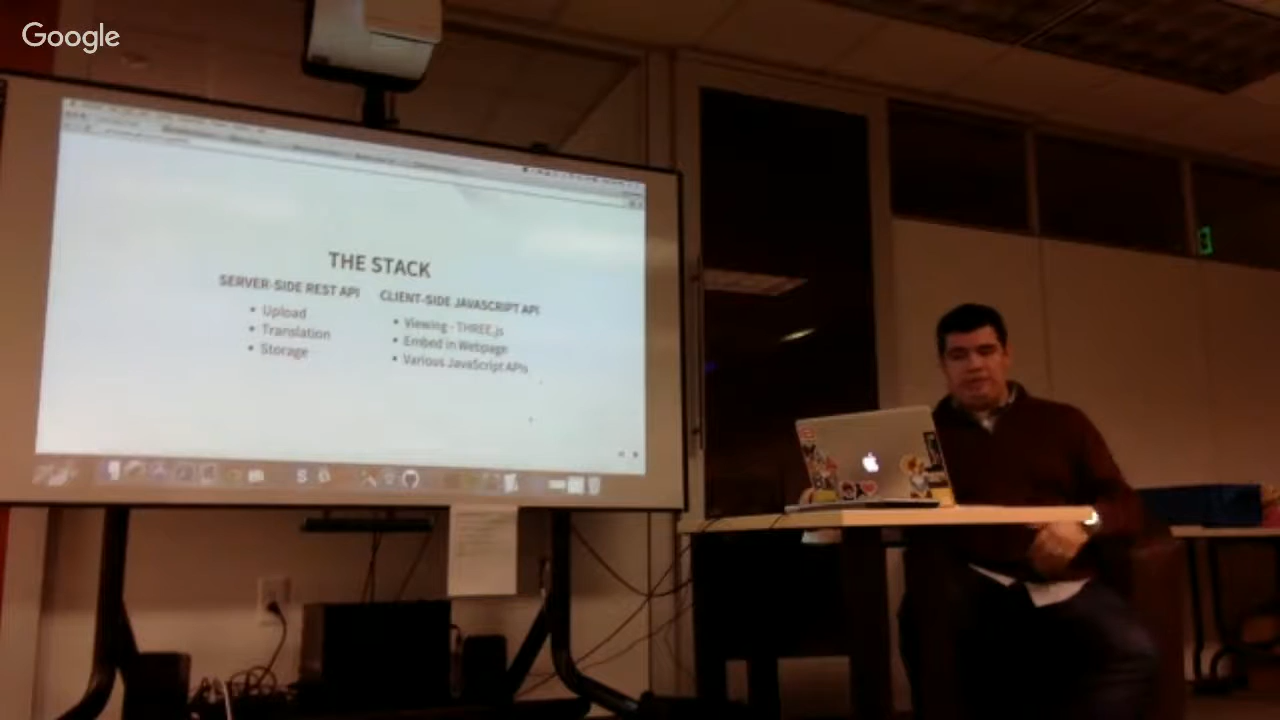 Google
THE STACK
SERVER-SIDE REST API
• Upload
• Translation
• Storage
CLIENT-SIDE JAVASCRIPT API
• Viewing - THREE.js
• Embed in Webpage
• Various JavaScript APIs